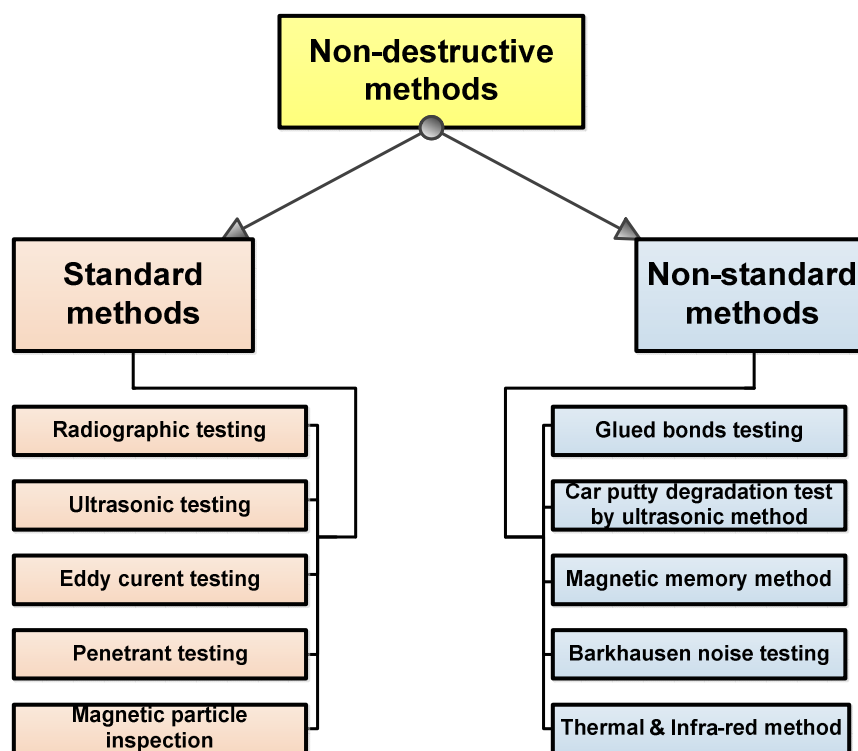 Non-destructive
methods
Standard
methods
Non-standard
methods
Radiographic testing
Ultrasonic testing
Eddy curent testing
Penetrant testing
Magnetic particle
inspection
Glued bonds testing
Car putty degradation test
by ultrasonic method
Magnetic memory method
Barkhausen noise testing
Thermal & Infra-red method